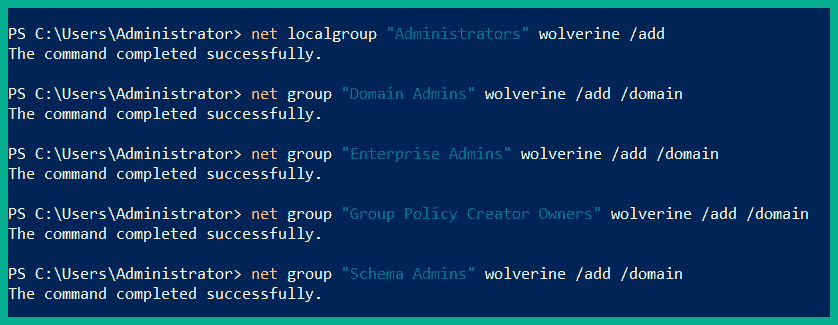 PS C:\Users\Administrator> net localgroup "Administrators" wolverine /add
The command completed successfully.
PS C:\Users\Administrator> net group "Domain Admins" wolverine /add /domain
The command completed successfully.
PS C:\Users\Administrator> net group "Enterprise Admins" wolverine /add /domain
The command completed successfully.
PS C:\Users\Administrator> net group "Group Policy Creator Owners" wolverine /add /domain
The command completed successfully.
PS C:\Users\Administrator> net group "Schema Admins" wolverine /add /domain
The command completed successfully.